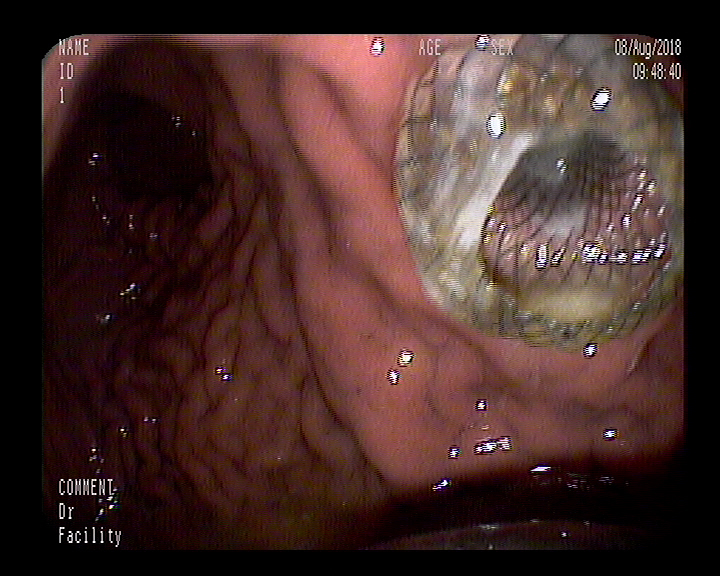 NAME AGE SEX 08/Aug/2018
ID 09:48:40
1
COMMENT
Dr
Facility